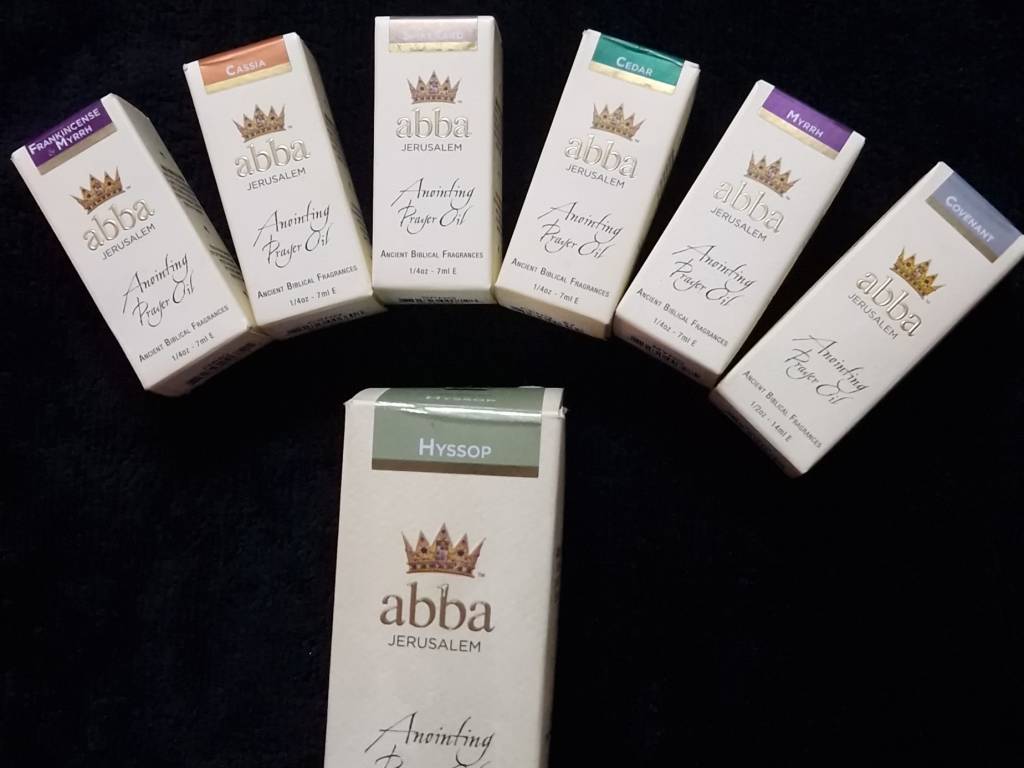 FRANKINCENSE
& MYRRH
abba
JERUSALEM
Anointing
Prayer Oil
ANCIENT BIBLICAL FRAGRANCES
1/4oz - 7ml E
CASSIA
abba
JERUSALEM
Anointing
Prayer Oil
ANCIENT BIBLICAL FRAGRANCES
1/4oz - 7ml E
abba
JERUSALEM
Anointing
Prayer Oil
ANCIENT BIBLICAL FRAGRANCES
1/4oz - 7ml E
CEDAR
abba
JERUSALEM
Anointing
Prayer Oil
ANCIENT BIBLICAL FRAGRANCES
1/4oz - 7ml E
MYRRH
abba
JERUSALEM
Anointing
Prayer Oil
ANCIENT BIBLICAL FRAGRANCES
1/4oz - 7ml E
COVENANT
abba
JERUSALEM
Anointing
Prayer Oil
ANCIENT BIBLICAL FRAGRANCES
1/2oz - 14ml E
HYSSOP
HYSSOP
abba
JERUSALEM
Anointing
Prayer Oil